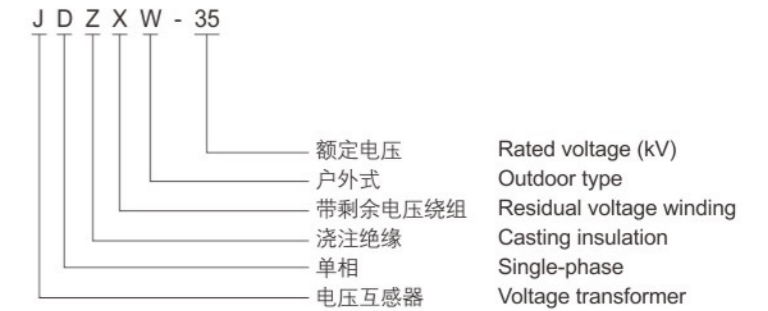 J D Z X W - 35
额定电压 Rated voltage (kV)
户外式 Outdoor type
带剩余电压绕组 Residual voltage winding
浇注绝缘 Casting insulation
单相 Single-phase
电压互感器 Voltage transformer